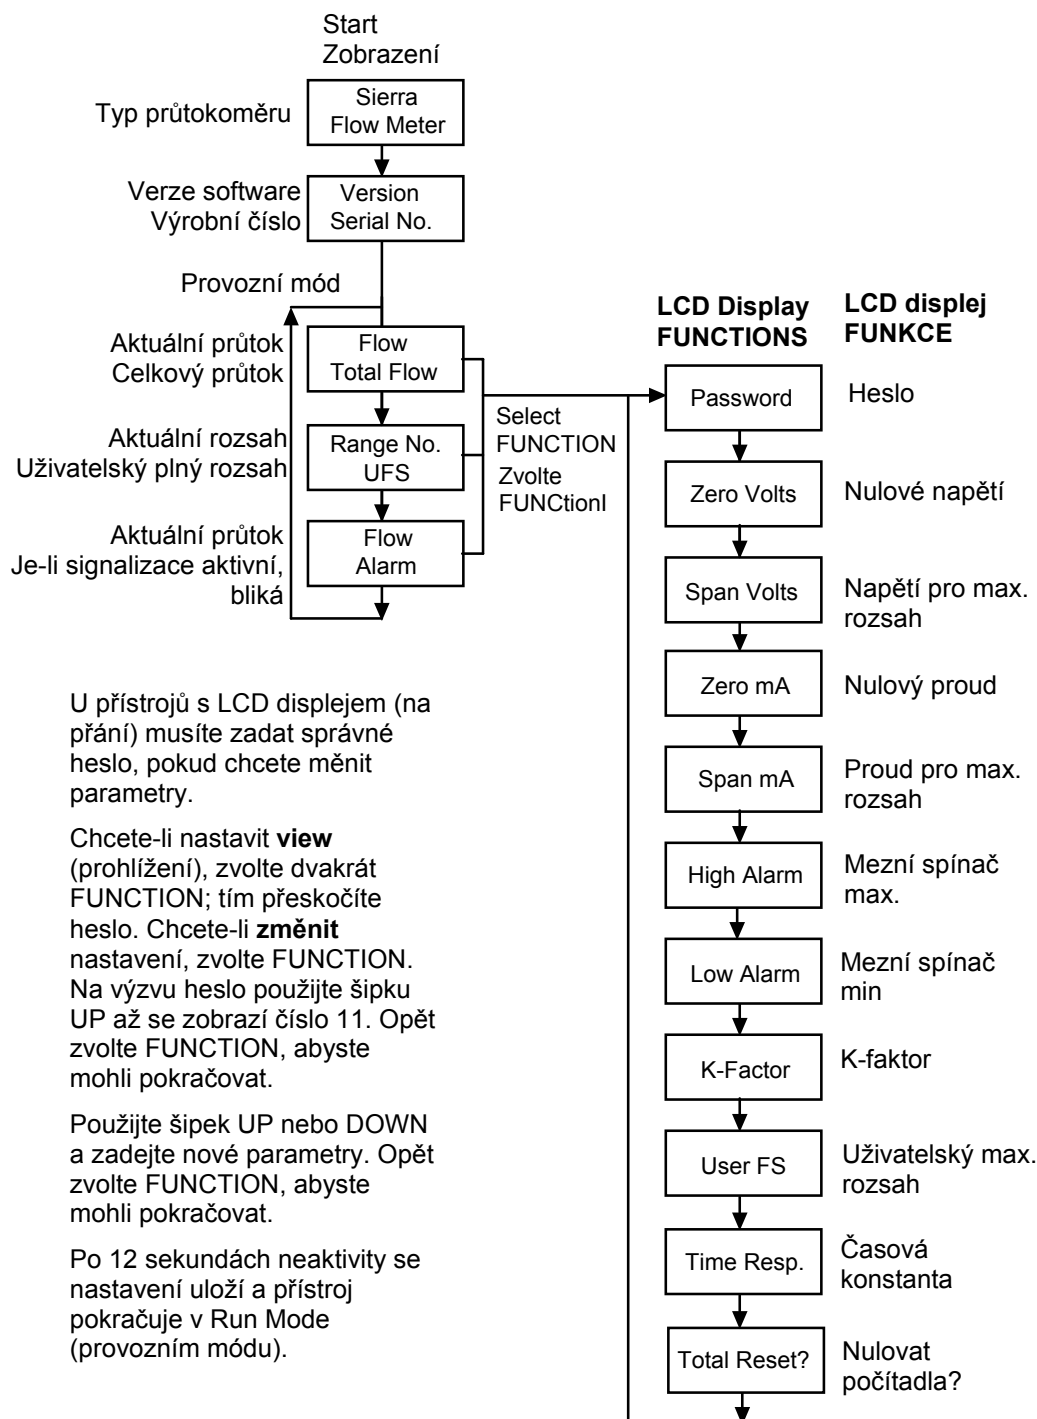 Start
Zobrazení
Typ průtokoměru
Sierra
Flow Meter
Verze software
Výrobní číslo
Version
Serial No.
Provozní mód
Aktuální průtok
Celkový průtok
Flow
Total Flow
Aktuální rozsah
Uživatelský plný rozsah
Range No.
UFS
Aktuální průtok
Je-li signalizace aktivní,
bliká
Flow
Alarm
Select
FUNCTION
Zvolte
FUNCtionI
U přístrojů s LCD displejem (na
přání) musíte zadat správné
heslo, pokud chcete měnit
parametry.
Chcete-li nastavit view
(prohlížení), zvolte dvakrát
FUNCTION; tím přeskočíte
heslo. Chcete-li změnit
nastavení, zvolte FUNCTION.
Na výzvu heslo použijte šipku
UP až se zobrazí číslo 11. Opět
zvolte FUNCTION, abyste
mohli pokračovat.
Použijte šipek UP nebo DOWN
a zadejte nové parametry. Opět
zvolte FUNCTION, abyste
mohli pokračovat.
Po 12 sekundách neaktivity se
nastavení uloží a přístroj
pokračuje v Run Mode
(provozním módu).
LCD Display
FUNCTIONS
LCD displej
FUNKCE
Password
Heslo
Zero Volts
Nulové napětí
Span Volts
Napětí pro max.
rozsah
Zero mA
Nulový proud
Span mA
Proud pro max.
rozsah
High Alarm
Mezní spínač
max.
Low Alarm
Mezní spínač
min
K-Factor
K-faktor
User FS
Uživatelský max.
rozsah
Time Resp.
Časová
konstanta
Total Reset?
Nulovat
počítadla?